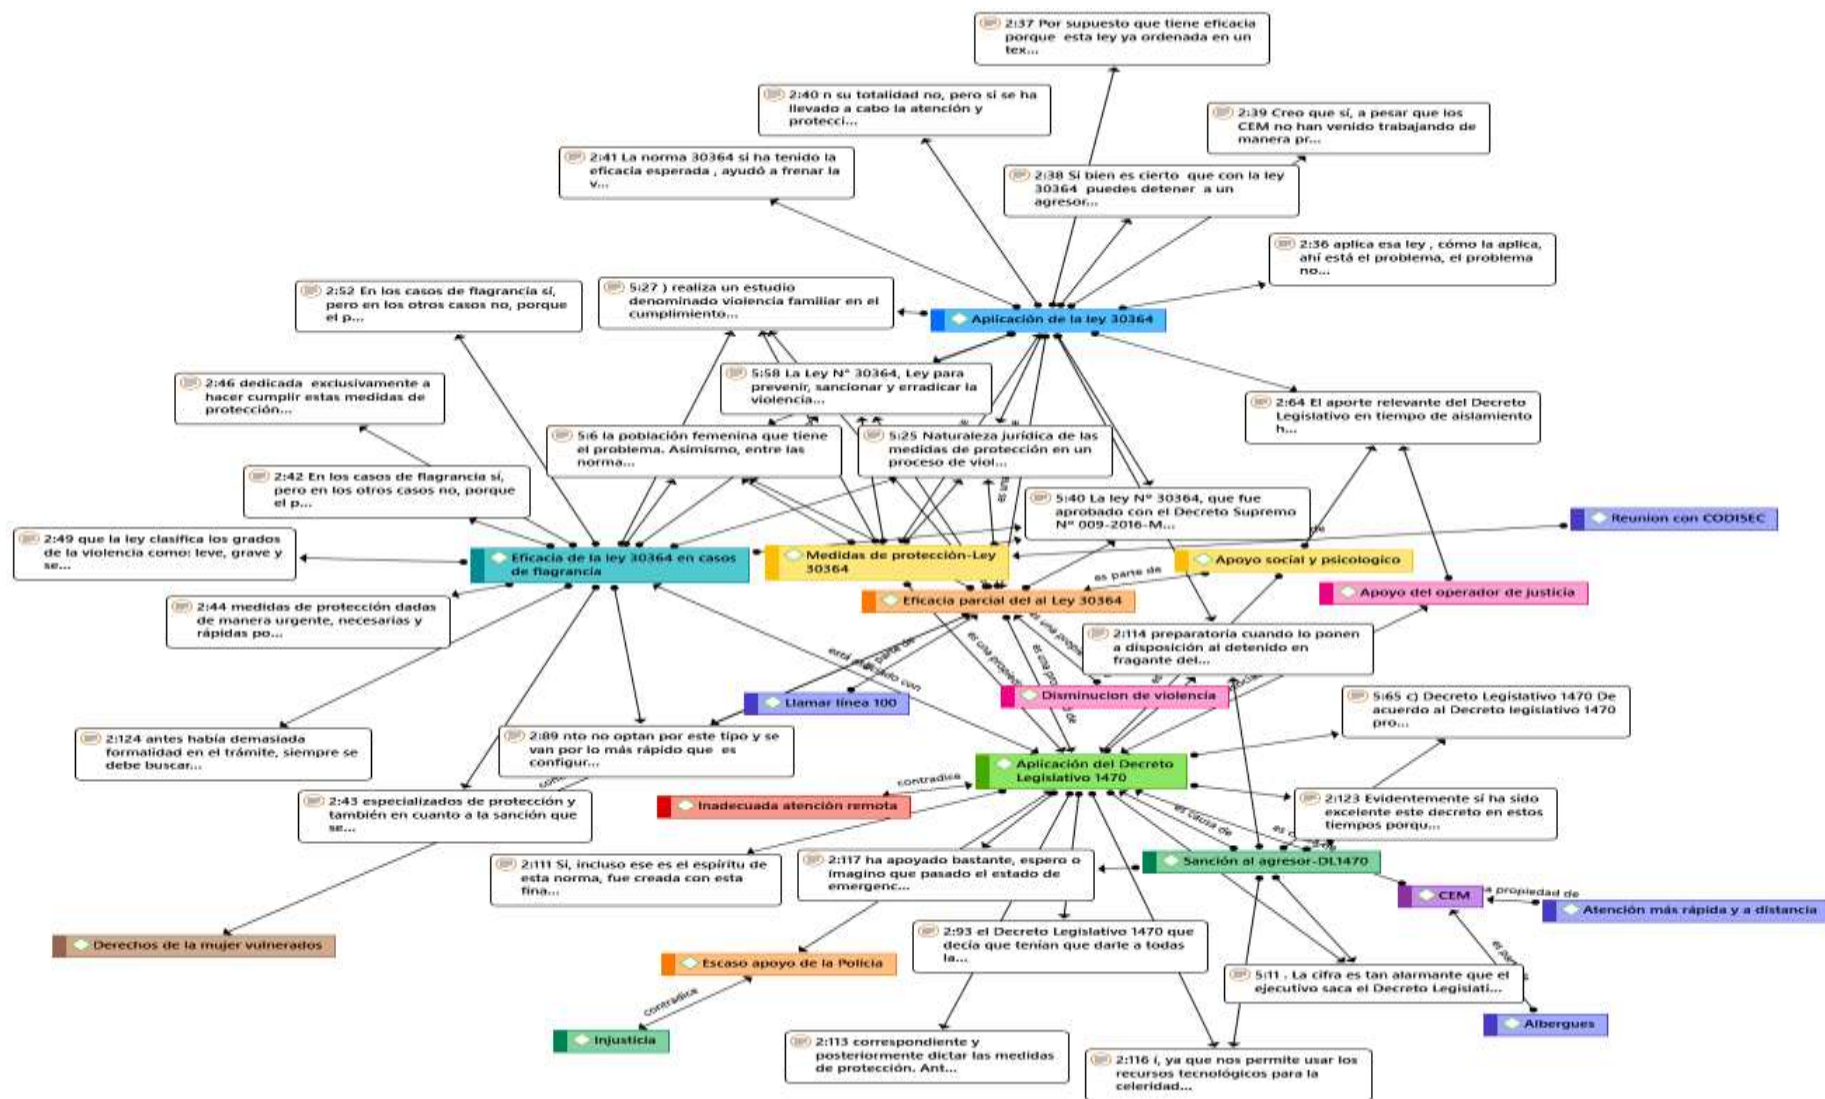 2:37 Por supuesto que tiene eficacia
porque esta ley ya ordenada en un
tex...
2:40 n su totalidad no, pero sí se ha
llevado a cabo la atención y
protecci...
2:39 Creo que sí, a pesar que los
CEM no han venido trabajando de
manera pr...
2:41 La norma 30364 si ha tenido la
eficacia esperada , ayudó a frenar la
v...
2:38 Si bien es cierto que con la ley
30364 puedes detener a un
agresor...
2:36 aplica esa ley , cómo la aplica,
ahí está el problema, el problema
no...
2:52 En los casos de flagrancia sí,
pero en los otros casos no, porque
el p...
5:27 ) realiza un estudio
denominado violencia familiar en el
cumplimiento...
Aplicación de la ley 30364
2:46 dedicada exclusivamente a
hacer cumplir estas medidas de
protección...
5:58 La Ley N° 30364, Ley para
prevenir, sancionar y erradicar la
violencia...
2:64 El aporte relevante del Decreto
Legislativo en tiempo de aislamiento
h...
5:6 la población femenina que tiene
el problema. Asimismo, entre las
norma...
5:25 Naturaleza jurídica de las
medidas de protección en un
proceso de viol...
2:42 En los casos de flagrancia sí,
pero en los otros casos no, porque
el p...
5:40 La ley N° 30364, que fue
aprobado con el Decreto Supremo
N° 009-2016-M...
Reunion con CODISEC
2:49 que la ley clasifica los grados
de la violencia como: leve, grave y
se...
Eficacia de la ley 30364 en casos
de flagrancia
Medidas de protección-Ley
30364
Apoyo social y psicologico
es parte de
Eficacia parcial del al Ley 30364
Apoyo del operador de justicia
2:44 medidas de protección dadas
de manera urgente, necesarias y
rápidas po...
2:114 preparatoria cuando lo ponen
a disposición al detenido en
fragante del...
Llamar línea 100
Disminucion de violencia
5:65 c) Decreto Legislativo 1470 De
acuerdo al Decreto legislativo 1470
pro...
2:124 antes había demasiada
formalidad en el trámite, siempre se
debe buscar...
2:89 nto no optan por este tipo y se
van por lo más rápido que es
configur...
Aplicación del Decreto
Legislativo 1470
contradice
Inadecuada atención remota
2:43 especializados de protección y
también en cuanto a la sanción que
se...
2:123 Evidentemente sí ha sido
excelente este decreto en estos
tiempos porqu...
es causa de
2:111 Sí, incluso ese es el espíritu de
esta norma, fue creada con esta
fina...
2:117 ha apoyado bastante, espero o
imagino que pasado el estado de
emergenc...
Sanción al agresor-DL1470
CEM
a propiedad de
Atención más rápida y a distancia
Derechos de la mujer vulnerados
Escaso apoyo de la Policía
2:93 el Decreto Legislativo 1470 que
decía que tenían que darle a todas
la...
5:11 . La cifra es tan alarmante que el
ejecutivo saca el Decreto Legislati...
contradice
Injusticia
Albergues
2:113 correspondiente y
posteriormente dictar las medidas
de protección. Ant...
2:116 i, ya que nos permite usar los
recursos tecnológicos para la
celeridad...